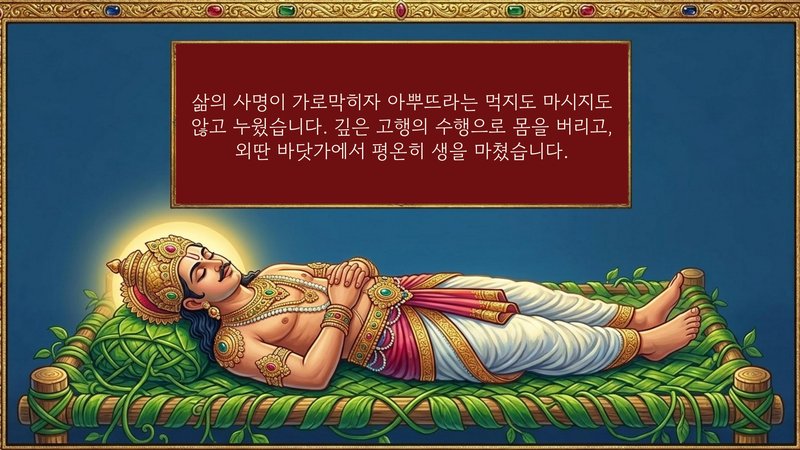 삶의 사명이 가로막히자 아뿌뜨라는 먹지도 마시지도
않고 누웠습니다. 깊은 고행의 수행으로 몸을 버리고,
외딴 바닷가에서 평온히 생을 마쳤습니다.